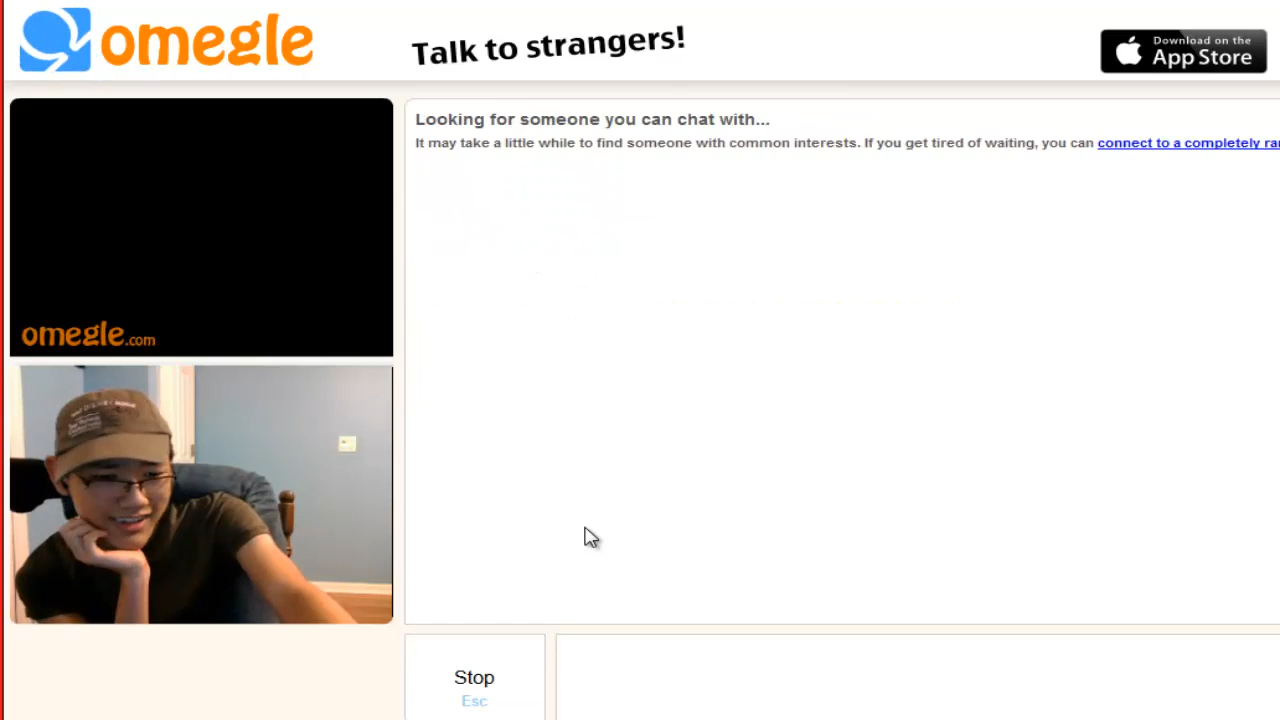 omegle
Talk to strangers!
Download on the
App Store
Looking for someone you can chat with...
It may take a little while to find someone with common interests. If you get tired of waiting, you can connect to a completely ra
omegle.com
Stop
Esc